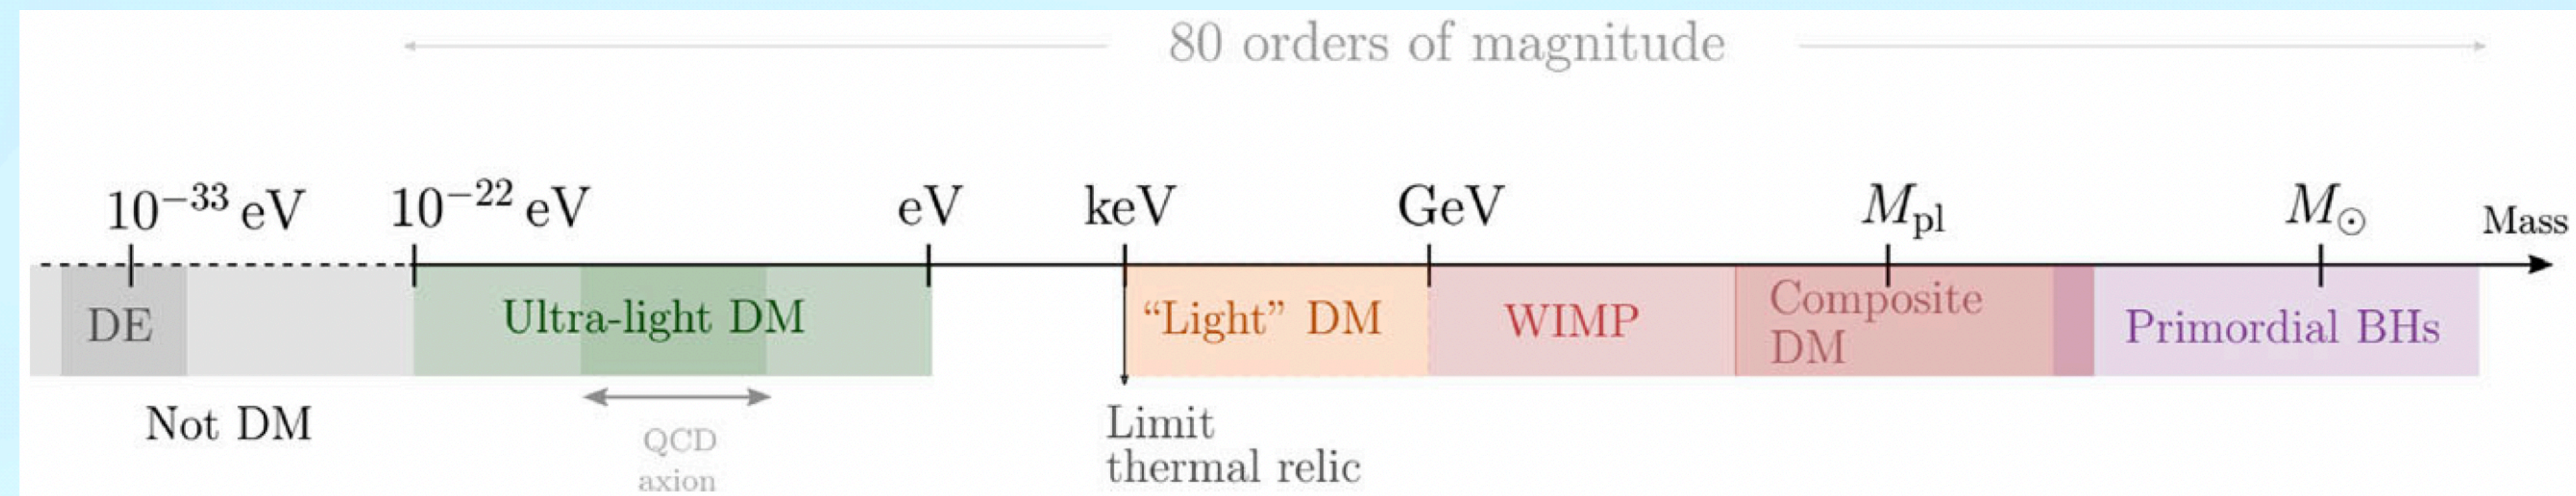 80 orders of magnitude
10⁻³³ eV
10⁻²² eV
eV
keV
GeV
M_pl
M_⊙
Mass
DE
Ultra-light DM
“Light” DM
WIMP
Composite
DM
Primordial BHs
Not DM
QCD
axion
Limit
thermal relic